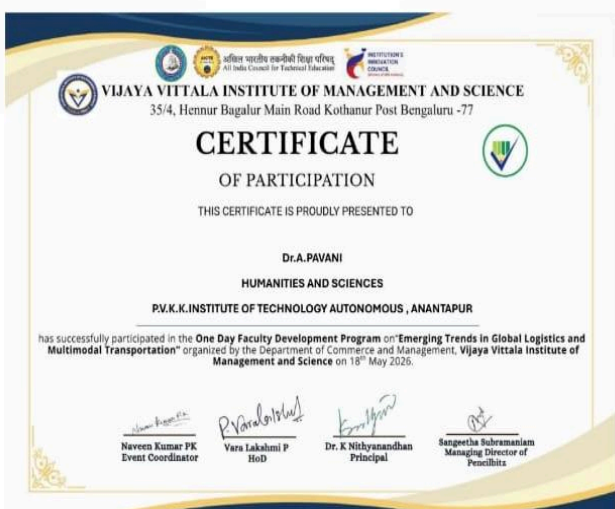 अखिल भारतीय तकनीकी शिक्षा परिषद्
All India Council for Technical Education
INSTITUTION'S
INNOVATION
COUNCIL
VIJAYA VITTALA INSTITUTE OF MANAGEMENT AND SCIENCE
35/4, Hennur Bagalur Main Road Kothanur Post Bengaluru -77
CERTIFICATE
OF PARTICIPATION
THIS CERTIFICATE IS PROUDLY PRESENTED TO
Dr.A.PAVANI
HUMANITIES AND SCIENCES
P.V.K.K.INSTITUTE OF TECHNOLOGY AUTONOMOUS , ANANTAPUR
has successfully participated in the One Day Faculty Development Program on"Emerging Trends in Global Logistics and
Multimodal Transportation" organized by the Department of Commerce and Management, Vijaya Vittala Institute of
Management and Science on 18th May 2026.
Naveen Kumar PK
Event Coordinator
Vara Lakshmi P
HoD
Dr. K Nithyanandhan
Principal
Sangeetha Subramaniam
Managing Director of
Pencilbitz